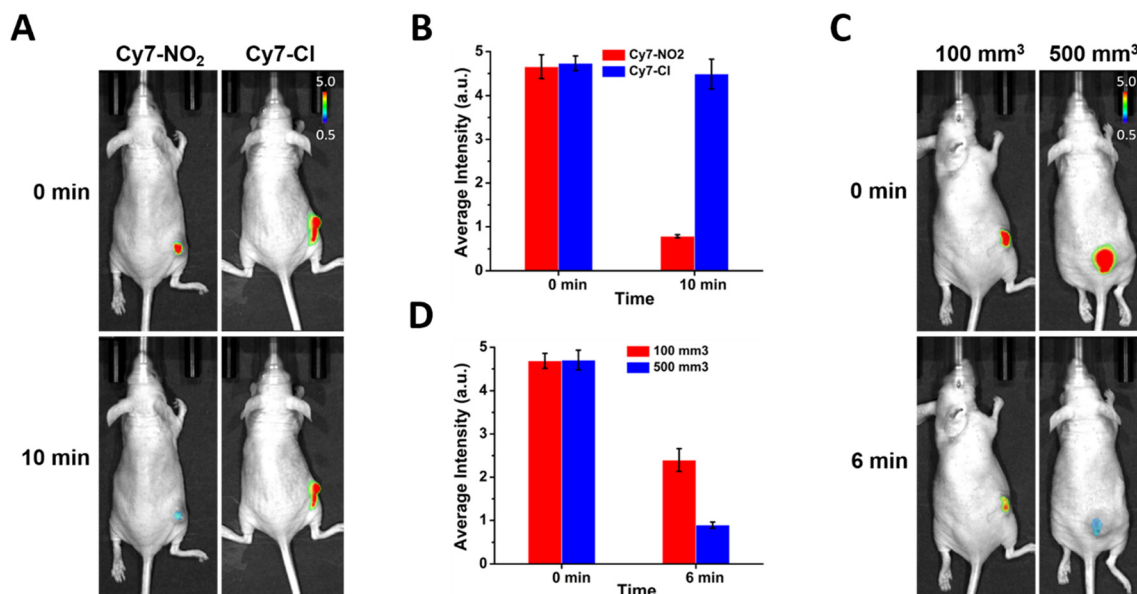 A
Cy7-NO₂
Cy7-Cl
5.0
0.5
0 min
10 min
B
Average Intensity (a.u.)
5
4
3
2
1
0
Cy7-NO2
Cy7-Cl
0 min
10 min
Time
D
Average Intensity (a.u.)
5
4
3
2
1
0
100 mm3
500 mm3
0 min
6 min
Time
C
100 mm³
500 mm³
5.0
0.5
0 min
6 min